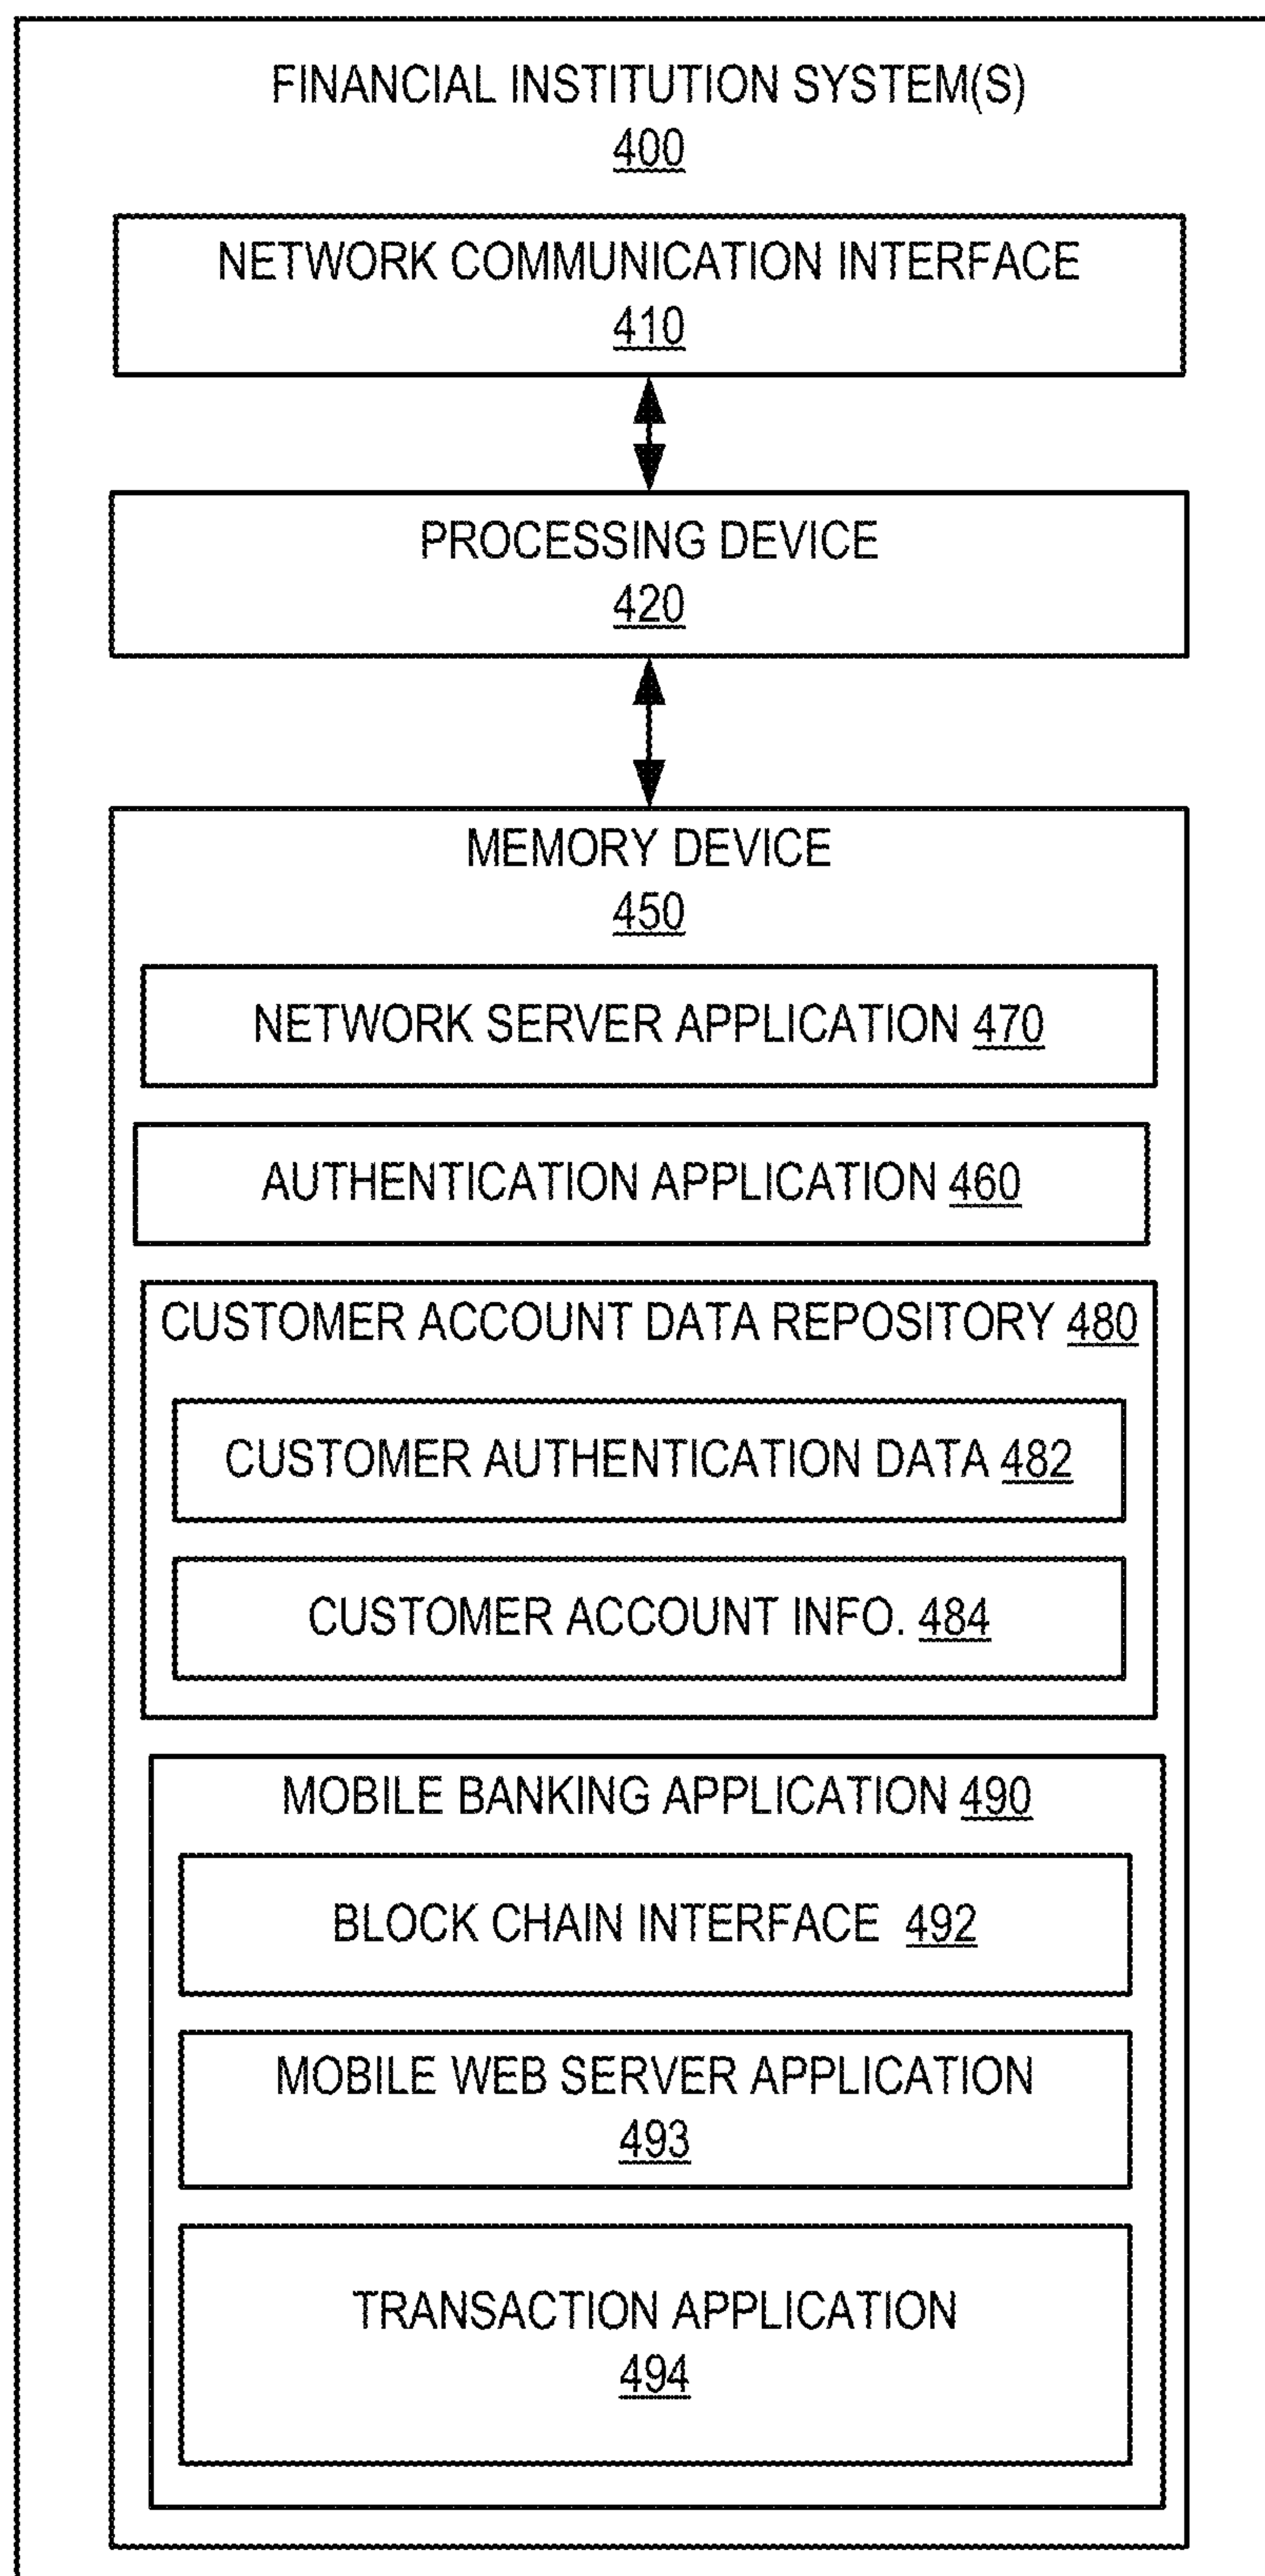 FINANCIAL INSTITUTION SYSTEM(S)
400
NETWORK COMMUNICATION INTERFACE
410
PROCESSING DEVICE
420
MEMORY DEVICE
450
NETWORK SERVER APPLICATION 470
AUTHENTICATION APPLICATION 460
CUSTOMER ACCOUNT DATA REPOSITORY 480
CUSTOMER AUTHENTICATION DATA 482
CUSTOMER ACCOUNT INFO. 484
MOBILE BANKING APPLICATION 490
BLOCK CHAIN INTERFACE 492
MOBILE WEB SERVER APPLICATION
493
TRANSACTION APPLICATION
494